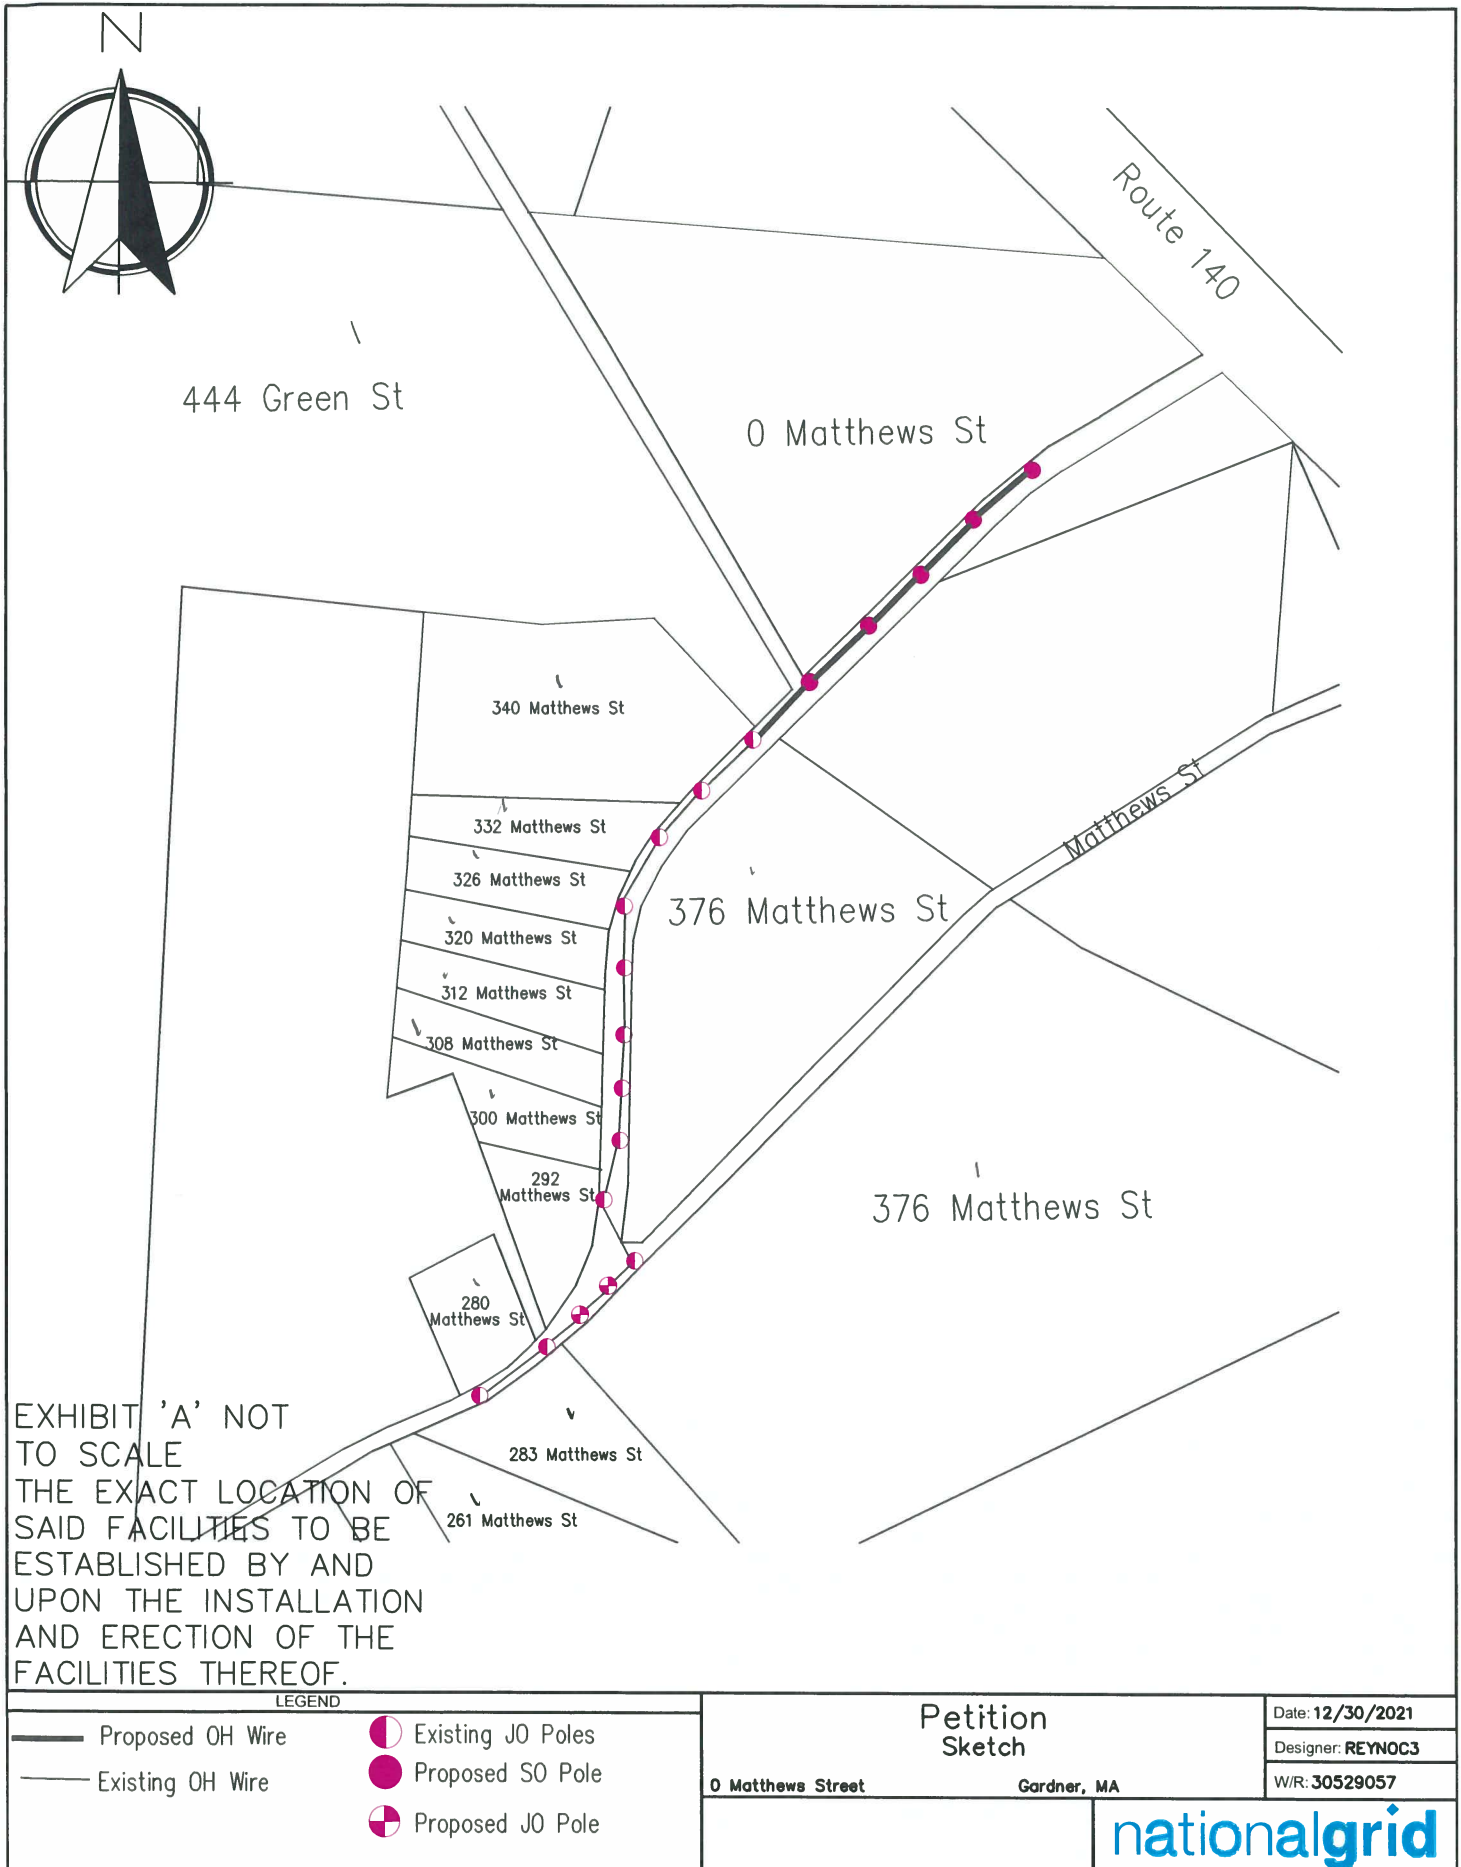 N
Route 140
444 Green St
0 Matthews St
340 Matthews St
332 Matthews St
326 Matthews St
320 Matthews St
312 Matthews St
308 Matthews St
300 Matthews St
292
Matthews St
280
Matthews St
376 Matthews St
Matthews St
376 Matthews St
283 Matthews St
261 Matthews St
EXHIBIT 'A' NOT
TO SCALE
THE EXACT LOCATION OF
SAID FACILITIES TO BE
ESTABLISHED BY AND
UPON THE INSTALLATION
AND ERECTION OF THE
FACILITIES THEREOF.
LEGEND
Proposed OH Wire
Existing OH Wire
Existing JO Poles
Proposed SO Pole
Proposed JO Pole
Petition
Sketch
0 Matthews Street Gardner, MA
Date: 12/30/2021
Designer: REYNOC3
W/R: 30529057
nationalgrid